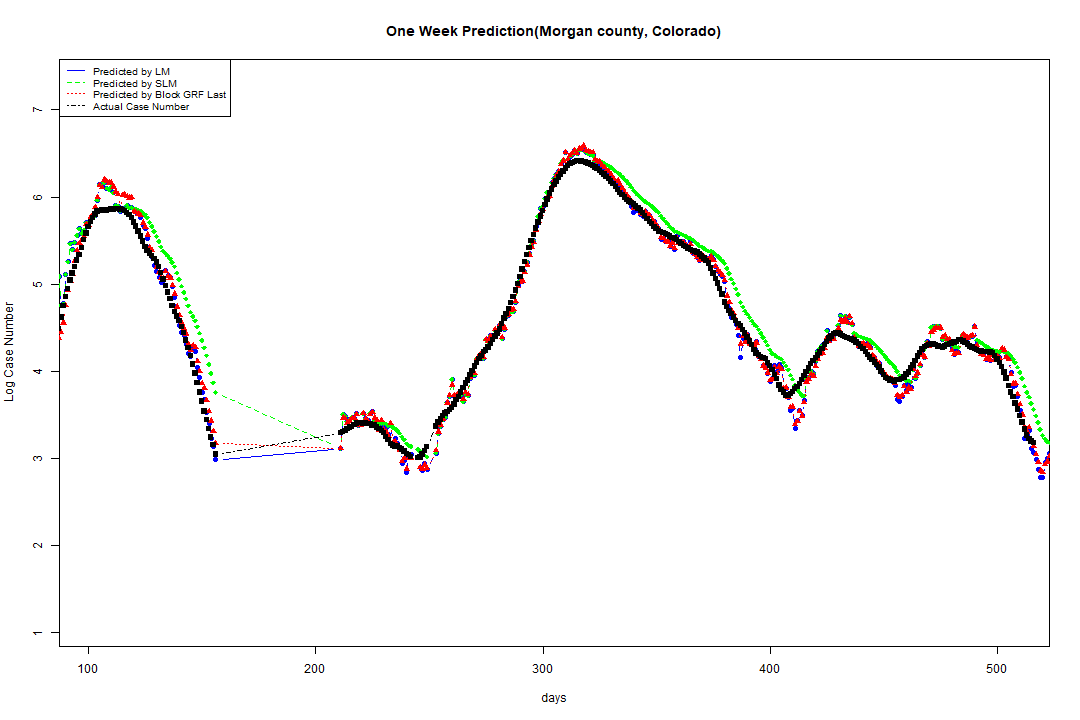 One Week Prediction(Morgan county, Colorado)
Predicted by LM
Predicted by SLM
Predicted by Block GRF Last
Actual Case Number
7
6
5
4
3
2
1
Log Case Number
100 200 300 400 500
days